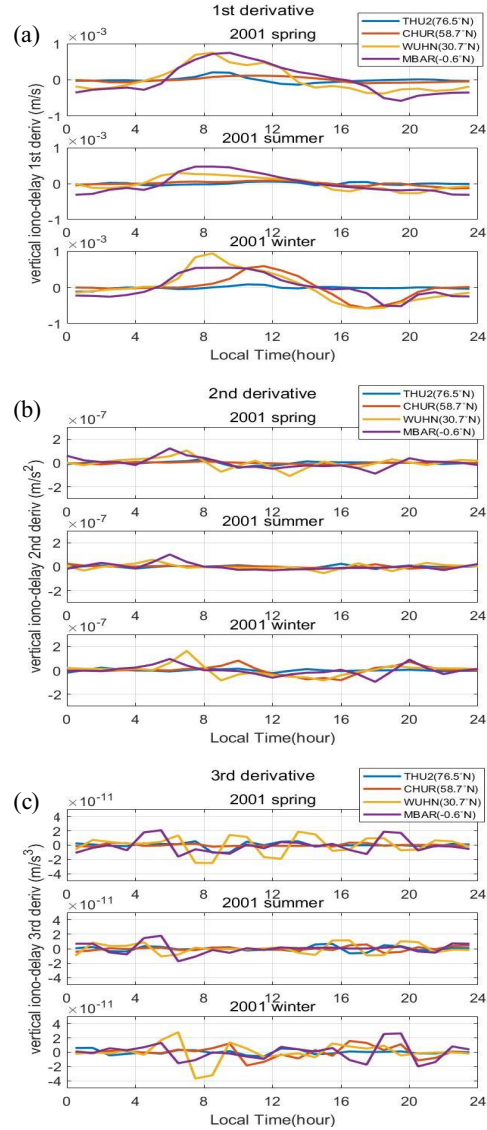 (a)
1st derivative
THU2(76.5°N)
CHUR(58.7°N)
WUHN(30.7°N)
MBAR(-0.6°N)
×10-3
2001 spring
1
0
-1
0 4 8 12 16 20 24
×10-3
2001 summer
1
0
-1
0 4 8 12 16 20 24
×10-3
2001 winter
1
0
-1
0 4 8 12 16 20 24
Local Time(hour)
vertical iono-delay 1st deriv (m/s)
(b)
2nd derivative
THU2(76.5°N)
CHUR(58.7°N)
WUHN(30.7°N)
MBAR(-0.6°N)
×10-7
2001 spring
2
0
-2
0 4 8 12 16 20 24
×10-7
2001 summer
2
0
-2
0 4 8 12 16 20 24
×10-7
2001 winter
2
0
-2
0 4 8 12 16 20 24
Local Time(hour)
vertical iono-delay 2nd deriv (m/s2)
(c)
3rd derivative
THU2(76.5°N)
CHUR(58.7°N)
WUHN(30.7°N)
MBAR(-0.6°N)
×10-11
2001 spring
4
2
0
-2
-4
0 4 8 12 16 20 24
×10-11
2001 summer
4
2
0
-2
-4
0 4 8 12 16 20 24
×10-11
2001 winter
4
2
0
-2
-4
0 4 8 12 16 20 24
Local Time(hour)
vertical iono-delay 3rd deriv (m/s3)